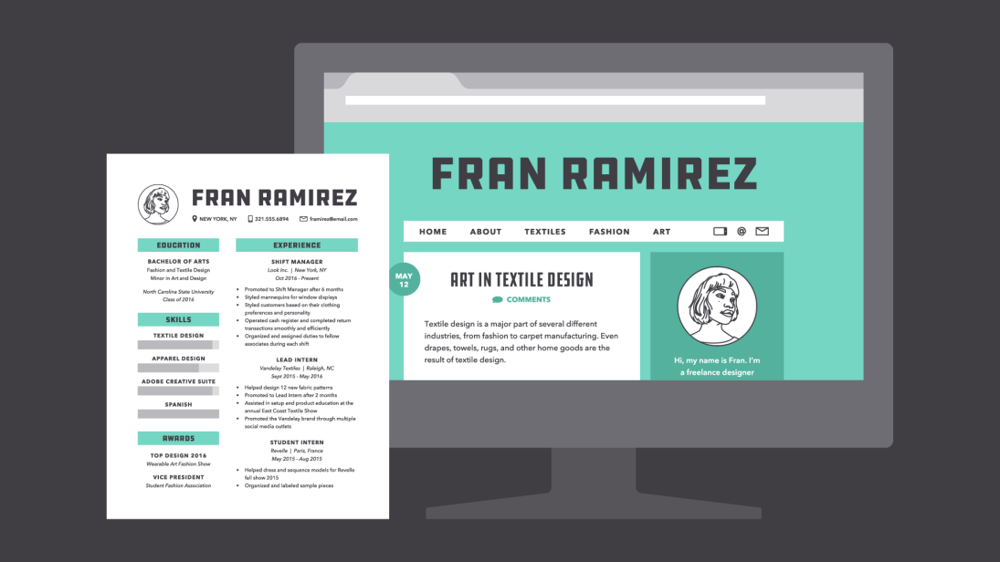 FRAN RAMIREZ
NEW YORK, NY 321.555.6894 framirez@email.com
EDUCATION
BACHELOR OF ARTS
Fashion and Textile Design
Minor in Art and Design
North Carolina State University
Class of 2016
SKILLS
TEXTILE DESIGN
APPAREL DESIGN
ADOBE CREATIVE SUITE
SPANISH
AWARDS
TOP DESIGN 2016
Wearable Art Fashion Show
VICE PRESIDENT
Student Fashion Association
EXPERIENCE
SHIFT MANAGER
Look Inc. | New York, NY
Oct 2016 - Present
• Promoted to Shift Manager after 6 months
• Styled mannequins for window displays
• Styled customers based on their clothing
preferences and personality
• Operated cash register and completed return
transactions smoothly and efficiently
• Organized and assigned duties to fellow
associates during each shift
LEAD INTERN
Vandelay Textiles | Raleigh, NC
Sept 2015 - May 2016
• Helped design 12 new fabric patterns
• Promoted to Lead Intern after 2 months
• Assisted in setup and product education at the
annual East Coast Textile Show
• Promoted the Vandelay brand through multiple
social media outlets
STUDENT INTERN
Revelle | Paris, France
May 2015 - Aug 2015
• Helped dress and sequence models for Revelle
fall show 2015
• Organized and labeled sample pieces
FRAN RAMIREZ
HOME ABOUT TEXTILES FASHION ART @
MAY
12
ART IN TEXTILE DESIGN
COMMENTS
Textile design is a major part of several different
industries, from fashion to carpet manufacturing. Even
drapes, towels, rugs, and other home goods are the
result of textile design.
Hi, my name is Fran. I'm
a freelance designer